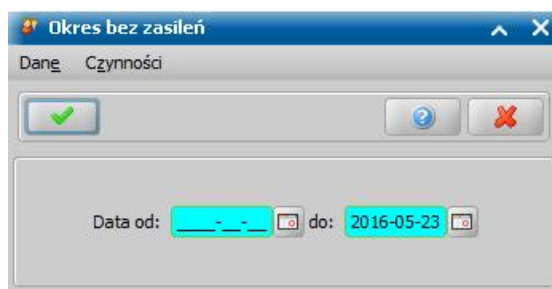 Okres bez zasileń
Dane Czynności
Data od: ____-__-__ do: 2016-05-23